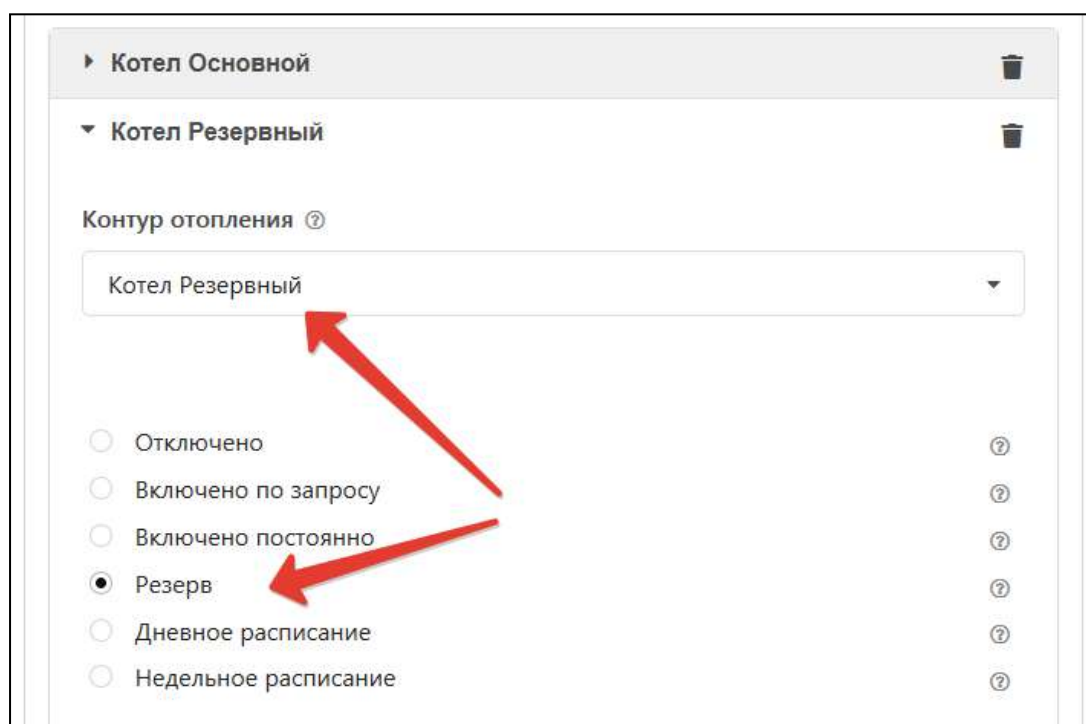 Котел Основной
Котел Резервный
Контур отопления
Котел Резервный
Отключено
Включено по запросу
Включено постоянно
Резерв
Дневное расписание
Недельное расписание